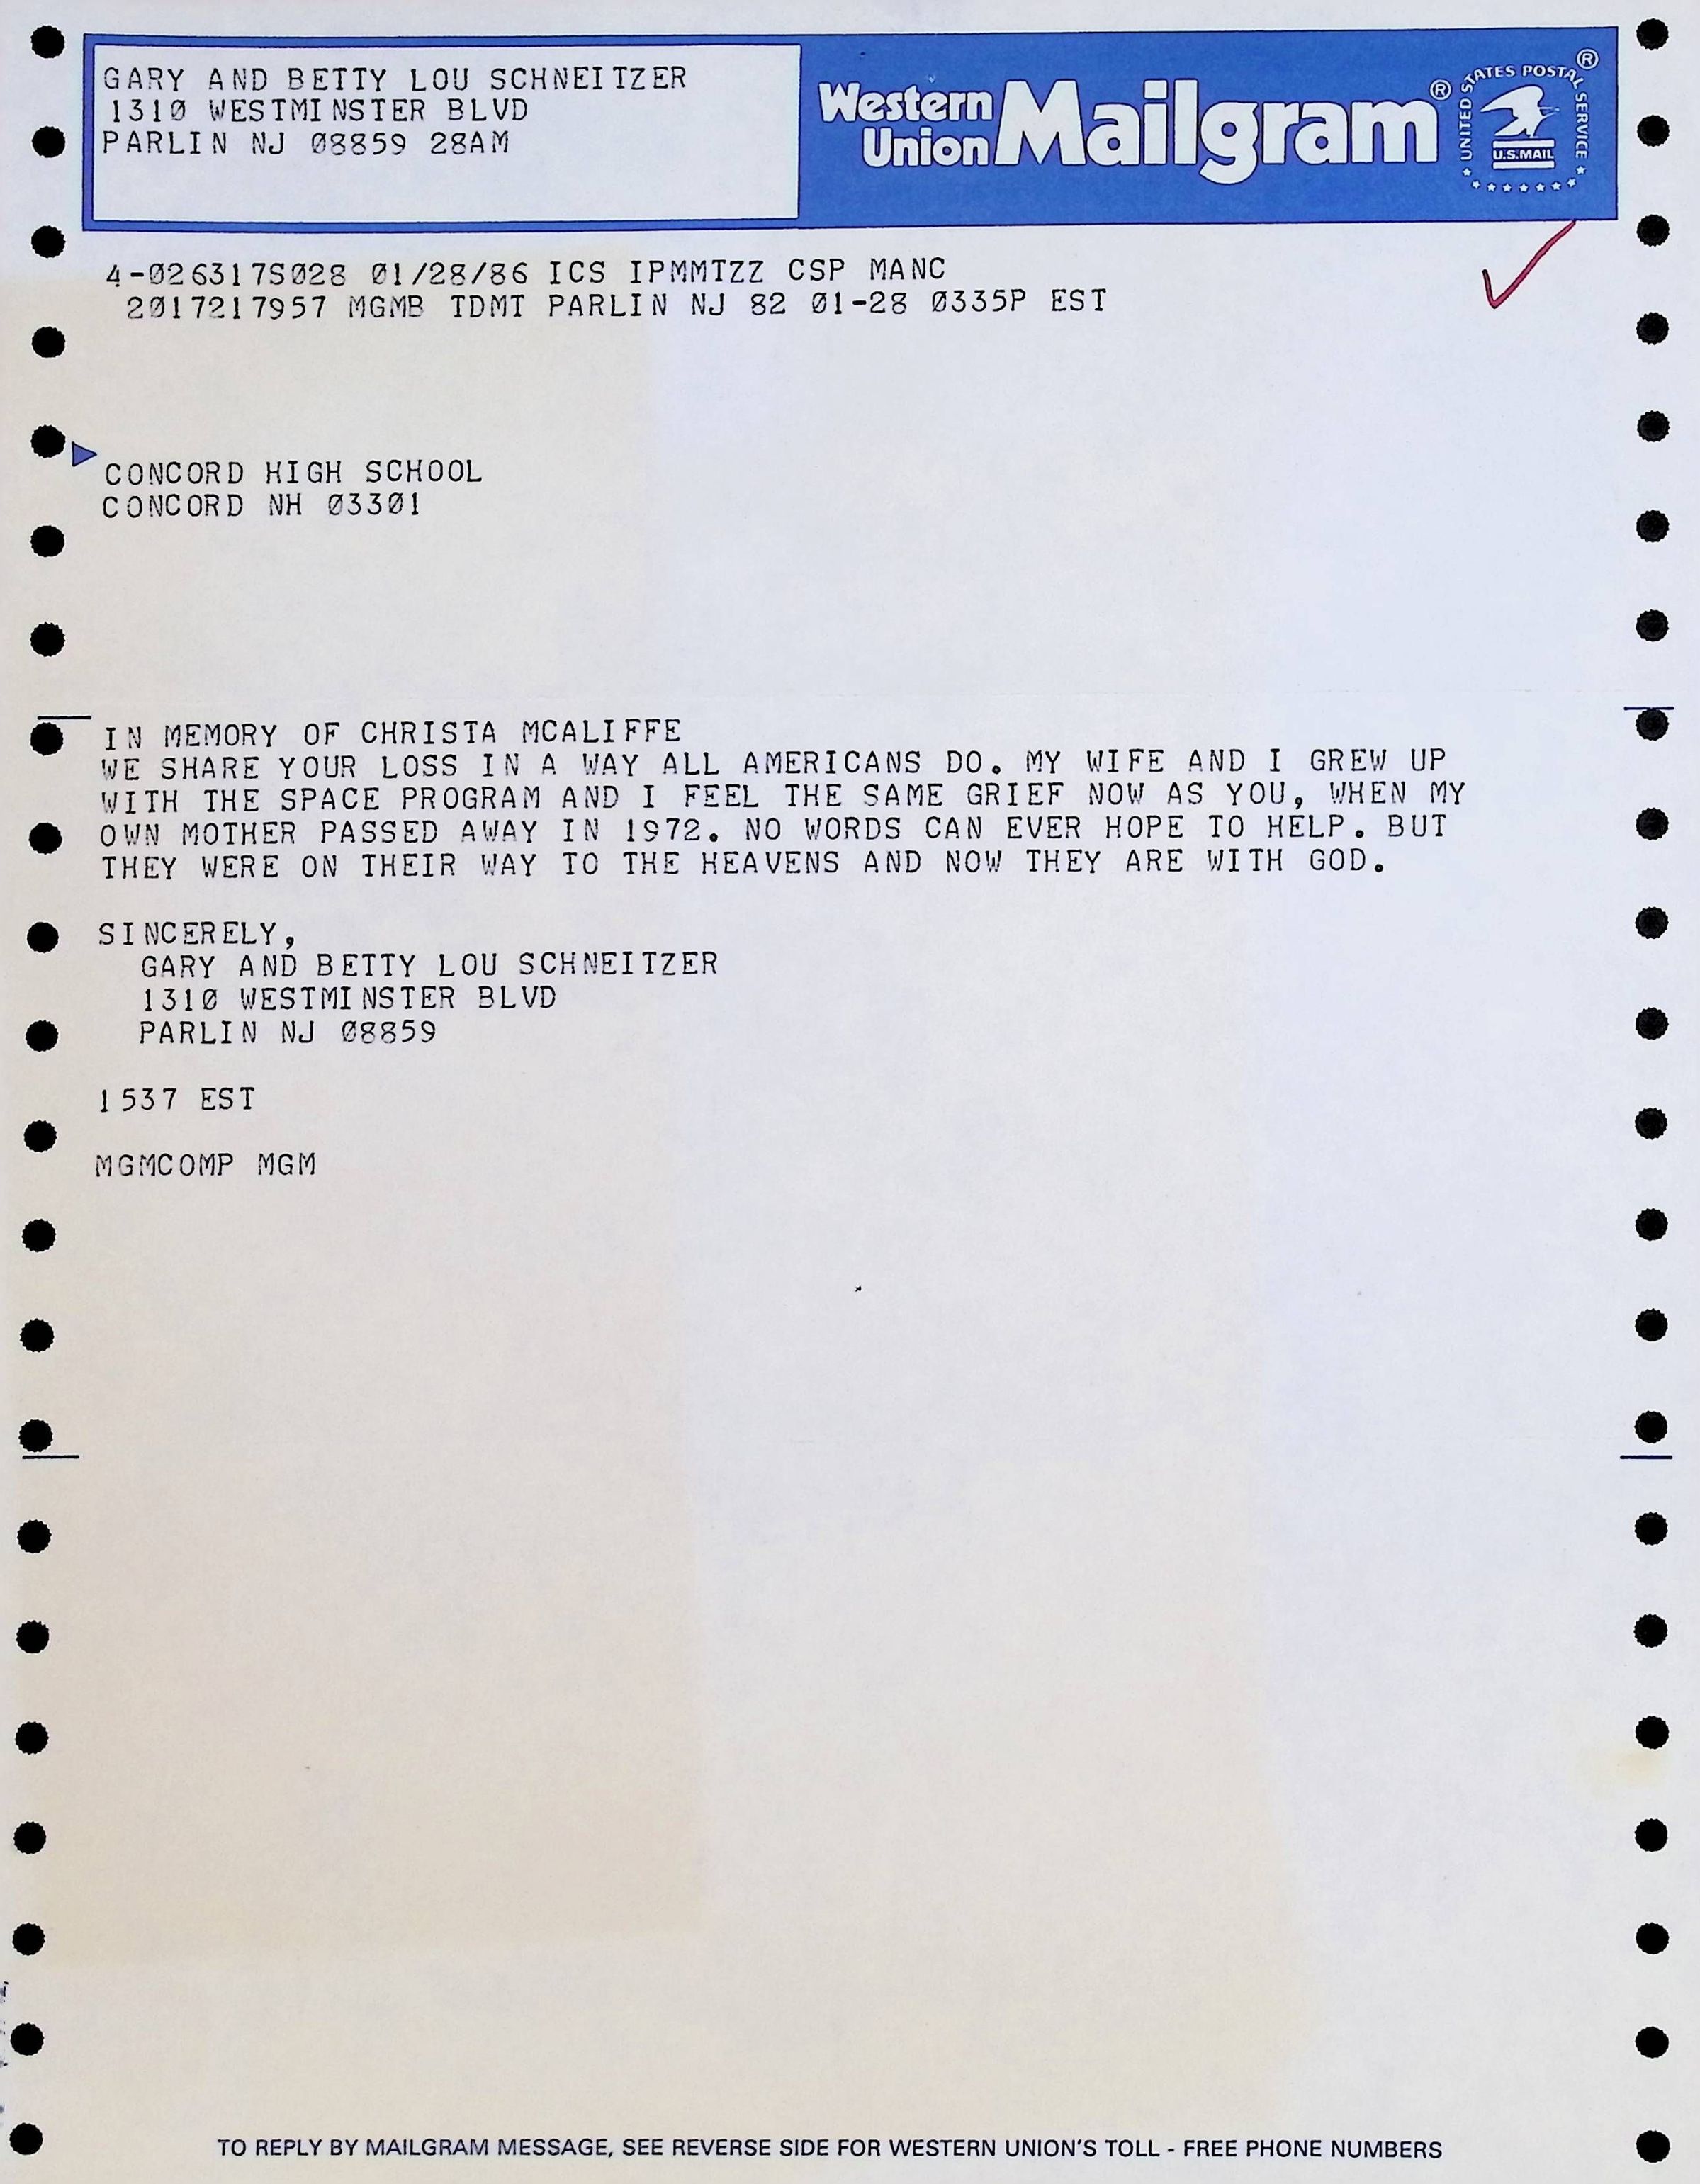 GARY AND BETTY LOU SCHNEITZER
1310 WESTMINSTER BLVD
PARLIN NJ 08859 28AM
Western Union Mailgram®
UNITED STATES POSTAL SERVICE ®
U.S.MAIL
4-026317S028 01/28/86 ICS IPMMTZZ CSP MANC
2017217957 MGMB TDMT PARLIN NJ 82 01-28 0335P EST
CONCORD HIGH SCHOOL
CONCORD NH 03301
IN MEMORY OF CHRISTA MCALIFFE
WE SHARE YOUR LOSS IN A WAY ALL AMERICANS DO. MY WIFE AND I GREW UP
WITH THE SPACE PROGRAM AND I FEEL THE SAME GRIEF NOW AS YOU, WHEN MY
OWN MOTHER PASSED AWAY IN 1972. NO WORDS CAN EVER HOPE TO HELP. BUT
THEY WERE ON THEIR WAY TO THE HEAVENS AND NOW THEY ARE WITH GOD.
SINCERELY,
GARY AND BETTY LOU SCHNEITZER
1310 WESTMINSTER BLVD
PARLIN NJ 08859
1537 EST
MGMCOMP MGM
TO REPLY BY MAILGRAM MESSAGE, SEE REVERSE SIDE FOR WESTERN UNION'S TOLL - FREE PHONE NUMBERS